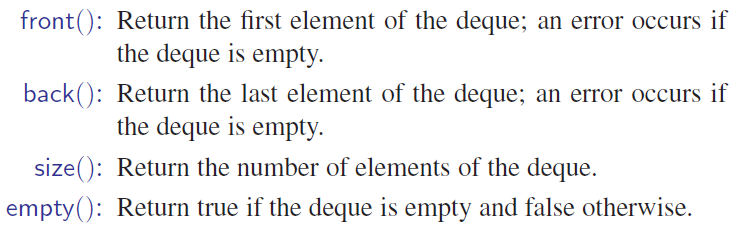 front(): Return the first element of the deque; an error occurs if
the deque is empty.
back(): Return the last element of the deque; an error occurs if
the deque is empty.
size(): Return the number of elements of the deque.
empty(): Return true if the deque is empty and false otherwise.